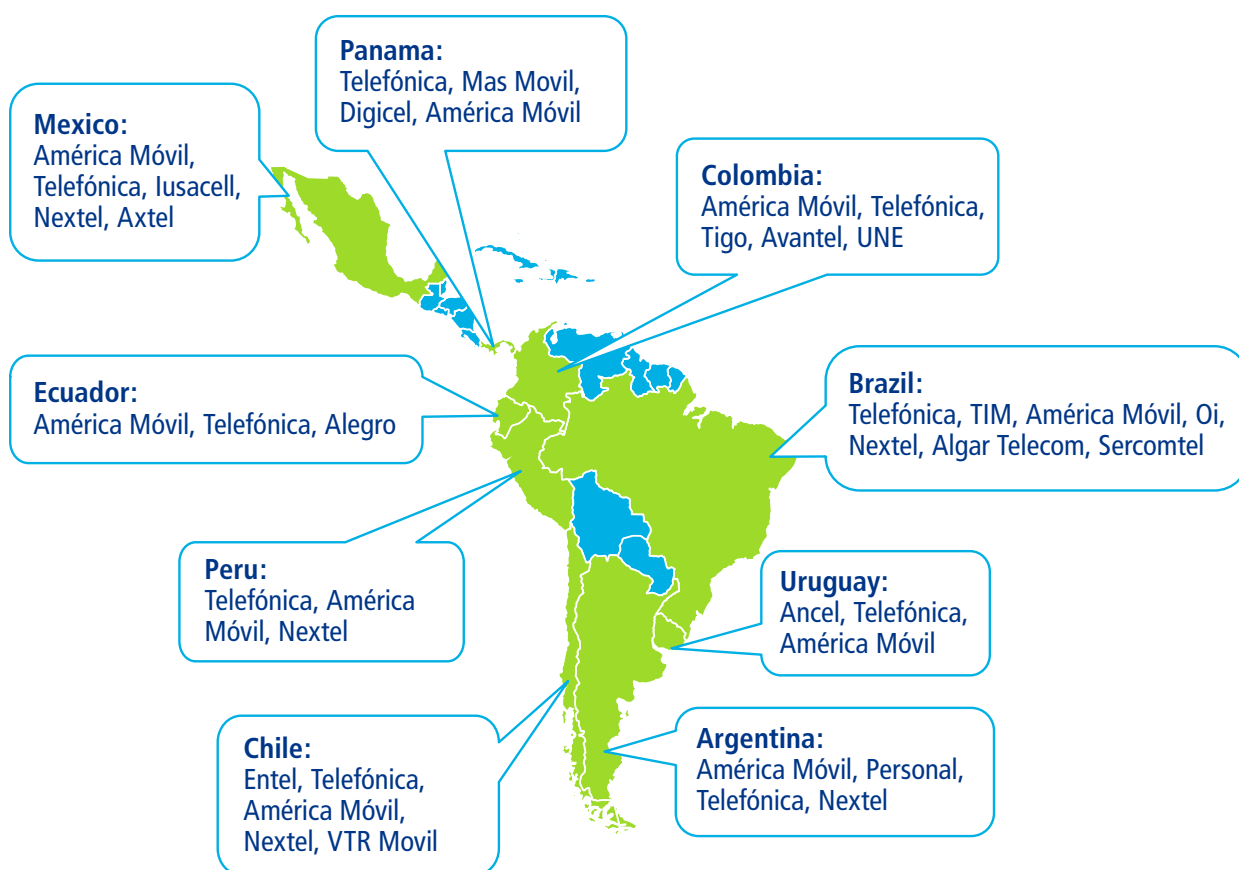 Panama:
Telefónica, Mas Movil,
Digicel, América Móvil
Mexico:
América Móvil,
Telefónica, Iusacell,
Nextel, Axtel
Colombia:
América Móvil, Telefónica,
Tigo, Avantel, UNE
Ecuador:
América Móvil, Telefónica, Alegro
Brazil:
Telefónica, TIM, América Móvil, Oi,
Nextel, Algar Telecom, Sercomtel
Peru:
Telefónica, América
Móvil, Nextel
Uruguay:
Ancel, Telefónica,
América Móvil
Chile:
Entel, Telefónica,
América Móvil,
Nextel, VTR Movil
Argentina:
América Móvil, Personal,
Telefónica, Nextel